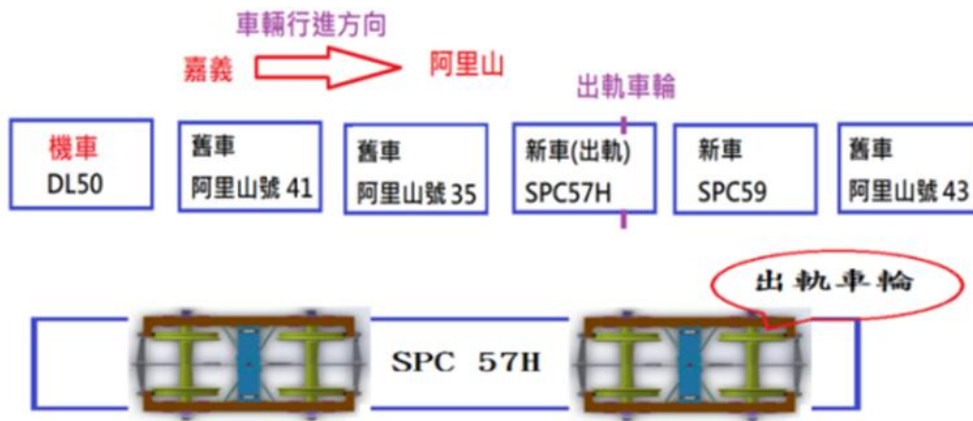 車輛行進方向
嘉義
阿里山
出軌車輪
機車
DL50
舊車
阿里山號 41
舊車
阿里山號 35
新車(出軌)
SPC57H
新車
SPC59
舊車
阿里山號 43
出軌車輪
SPC 57H